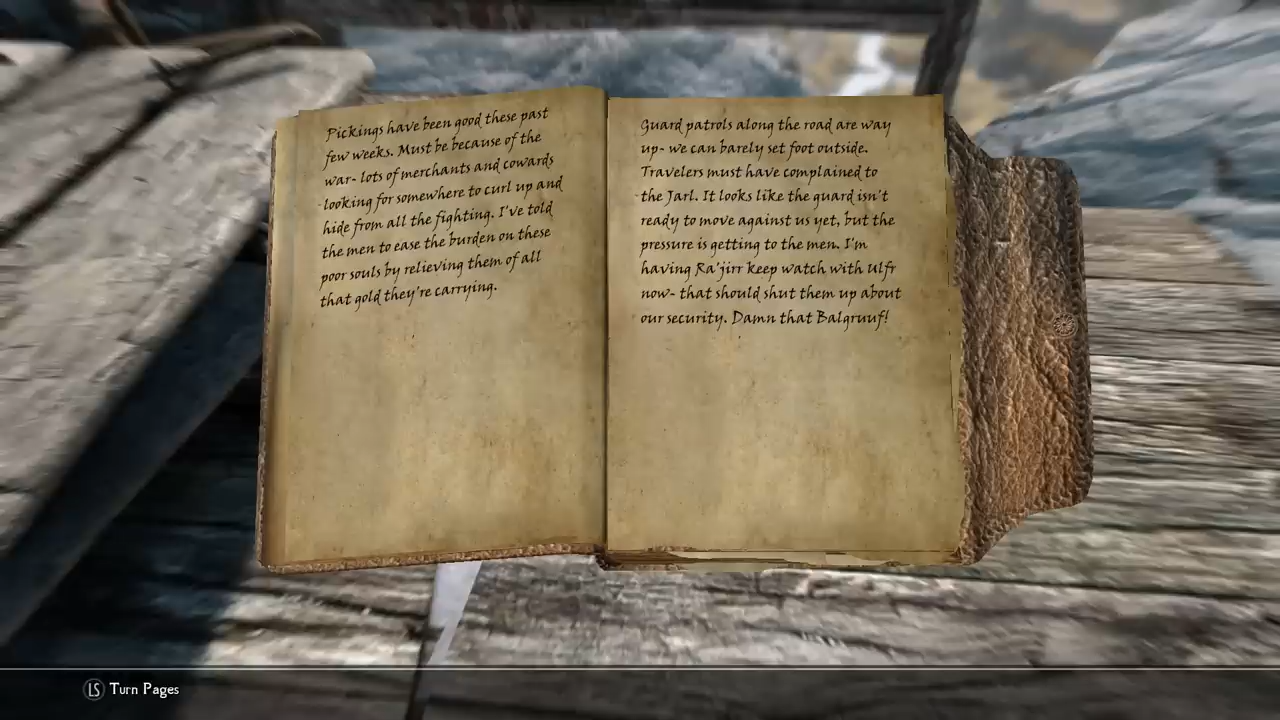 Pickings have been good these past
few weeks. Must be because of the
war- lots of merchants and cowards
looking for somewhere to curl up and
hide from all the fighting. I've told
the men to ease the burden on these
poor souls by relieving them of all
that gold they're carrying.
Guard patrols along the road are way
up- we can barely set foot outside.
Travelers must have complained to
the Jarl. It looks like the guard isn't
ready to move against us yet, but the
pressure is getting to the men. I'm
having Ra'jirr keep watch with Ulfr
now- that should shut them up about
our security. Damn that Balgruuf!
LS Turn Pages